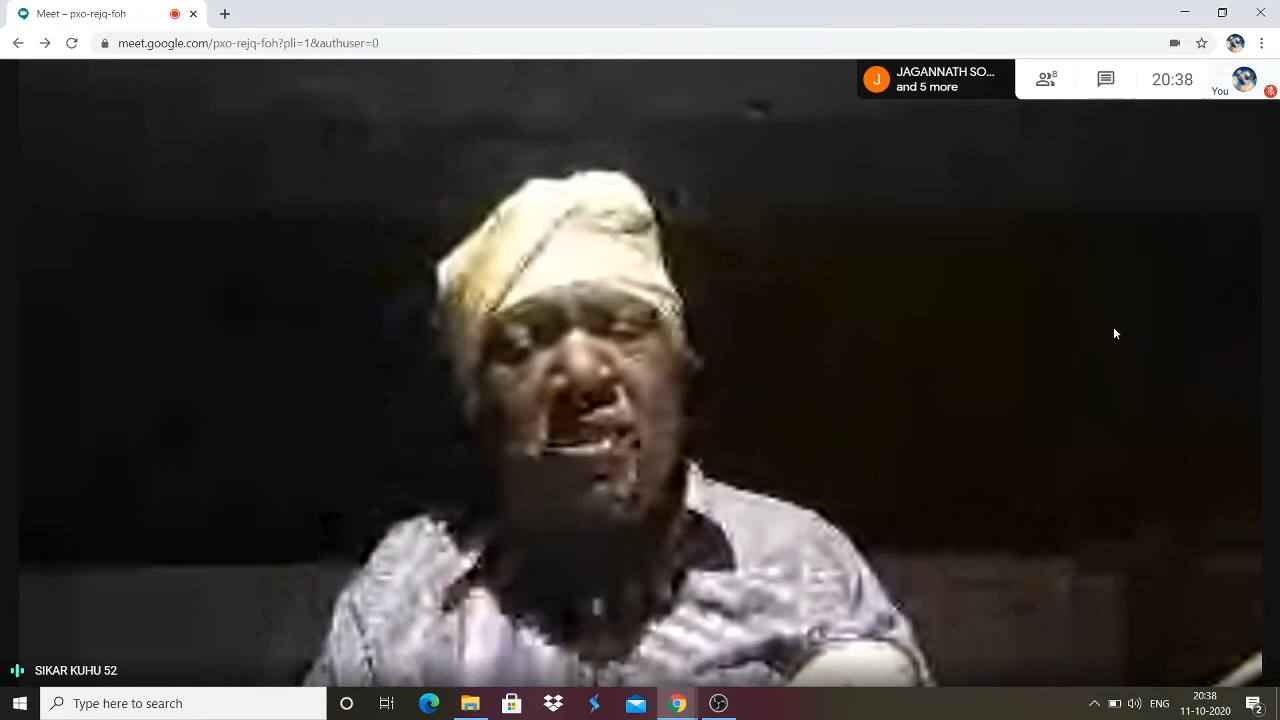 Meet – pxo-rejq-foh
meet.google.com/pxo-rejq-foh?pli=1&authuser=0
J
JAGANNATH SO...
and 5 more
8
20:38
You
SIKAR KUHU 52
Type here to search
ENG
20:38
11-10-2020
2